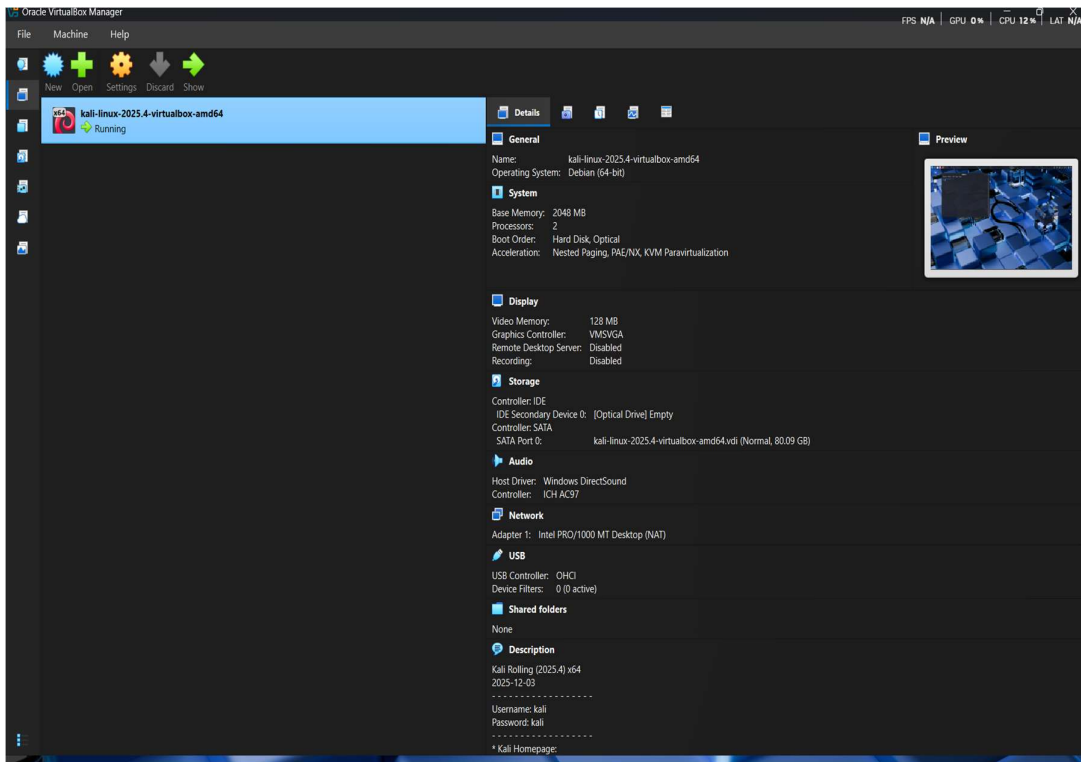 Oracle VirtualBox Manager
FPS N/A | GPU 0% | CPU 12% | LAT N/A
File Machine Help
New Open Settings Discard Show
x64
kali-linux-2025.4-virtualbox-amd64
Running
Details
General
Name: kali-linux-2025.4-virtualbox-amd64
Operating System: Debian (64-bit)
System
Base Memory: 2048 MB
Processors: 2
Boot Order: Hard Disk, Optical
Acceleration: Nested Paging, PAE/NX, KVM Paravirtualization
Preview
Display
Video Memory: 128 MB
Graphics Controller: VMSVGA
Remote Desktop Server: Disabled
Recording: Disabled
Storage
Controller: IDE
IDE Secondary Device 0: [Optical Drive] Empty
Controller: SATA
SATA Port 0: kali-linux-2025.4-virtualbox-amd64.vdi (Normal, 80.09 GB)
Audio
Host Driver: Windows DirectSound
Controller: ICH AC97
Network
Adapter 1: Intel PRO/1000 MT Desktop (NAT)
USB
USB Controller: OHCI
Device Filters: 0 (0 active)
Shared folders
None
Description
Kali Rolling (2025.4) x64
2025-12-03
- - - - - - - - - - - - - - - - - -
Username: kali
Password: kali
- - - - - - - - - - - - - - - - - -
* Kali Homepage: